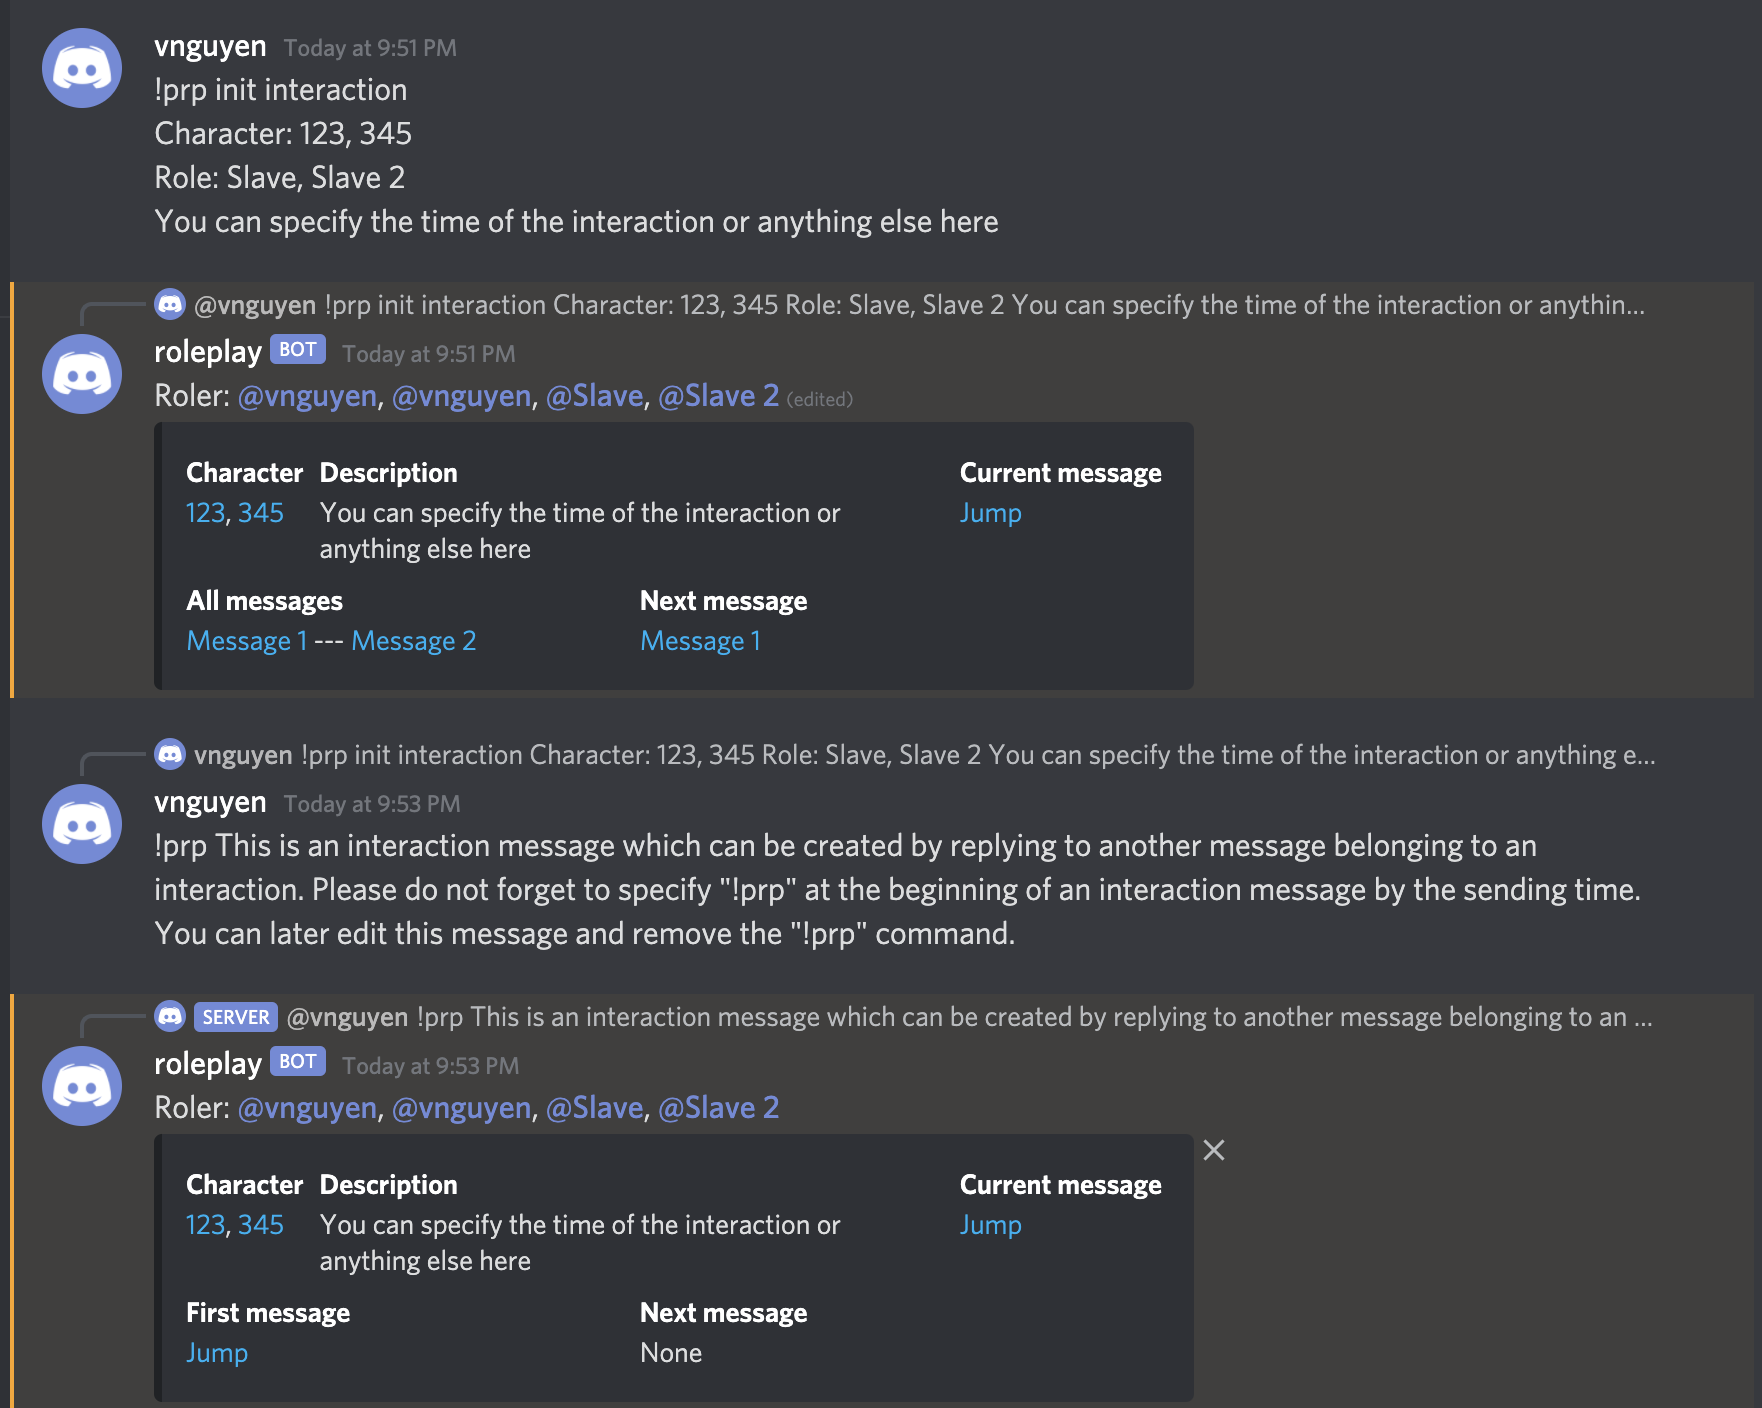 vnguyen Today at 9:51 PM
!prp init interaction
Character: 123, 345
Role: Slave, Slave 2
You can specify the time of the interaction or anything else here
@vnguyen !prp init interaction Character: 123, 345 Role: Slave, Slave 2 You can specify the time of the interaction or anythin...
roleplay BOT Today at 9:51 PM
Roler: @vnguyen, @vnguyen, @Slave, @Slave 2 (edited)
Character Description Current message
123, 345 You can specify the time of the interaction or Jump
anything else here
All messages Next message
Message 1 --- Message 2 Message 1
vnguyen !prp init interaction Character: 123, 345 Role: Slave, Slave 2 You can specify the time of the interaction or anything e...
vnguyen Today at 9:53 PM
!prp This is an interaction message which can be created by replying to another message belonging to an
interaction. Please do not forget to specify "!prp" at the beginning of an interaction message by the sending time.
You can later edit this message and remove the "!prp" command.
SERVER @vnguyen !prp This is an interaction message which can be created by replying to another message belonging to an ...
roleplay BOT Today at 9:53 PM
Roler: @vnguyen, @vnguyen, @Slave, @Slave 2
Character Description Current message
123, 345 You can specify the time of the interaction or Jump
anything else here
First message Next message
Jump None